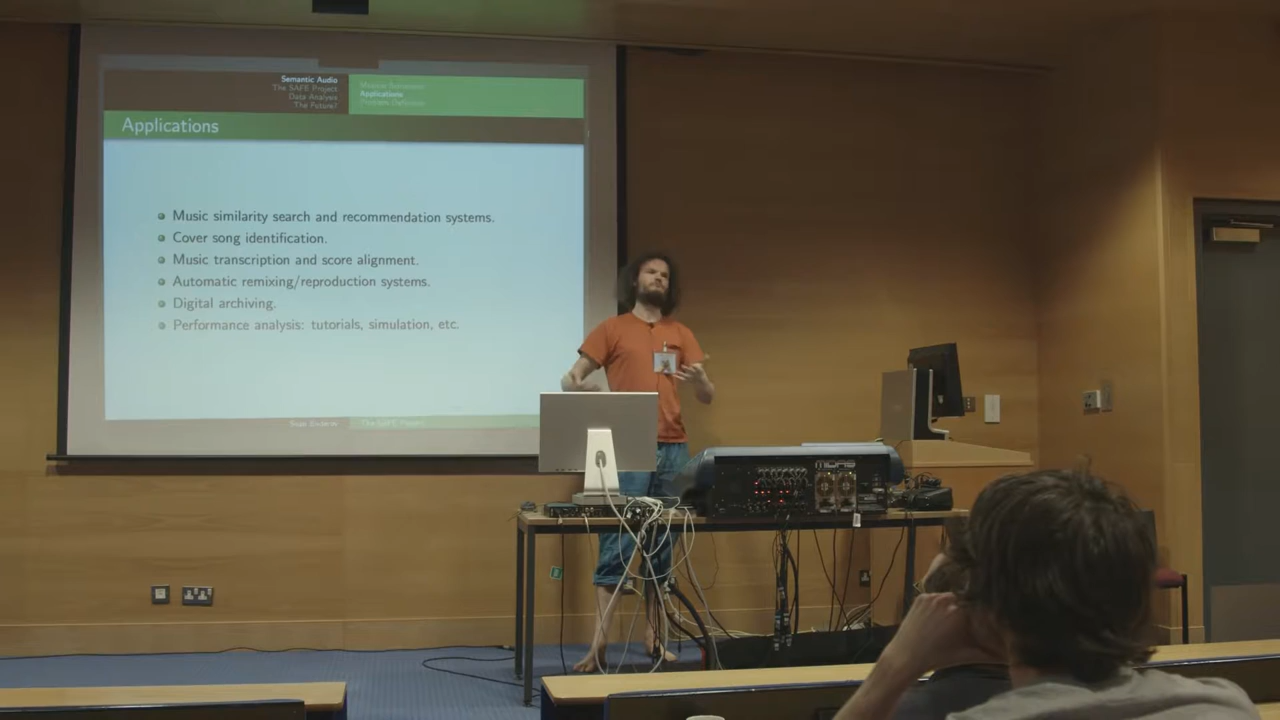 Semantic Audio
The SAFE Project
Data Analysis
The Future?
Applications
Applications
Music similarity search and recommendation systems.
Cover song identification.
Music transcription and score alignment.
Automatic remixing/reproduction systems.
Digital archiving.
Performance analysis: tutorials, simulation, etc.
The SAFE Project